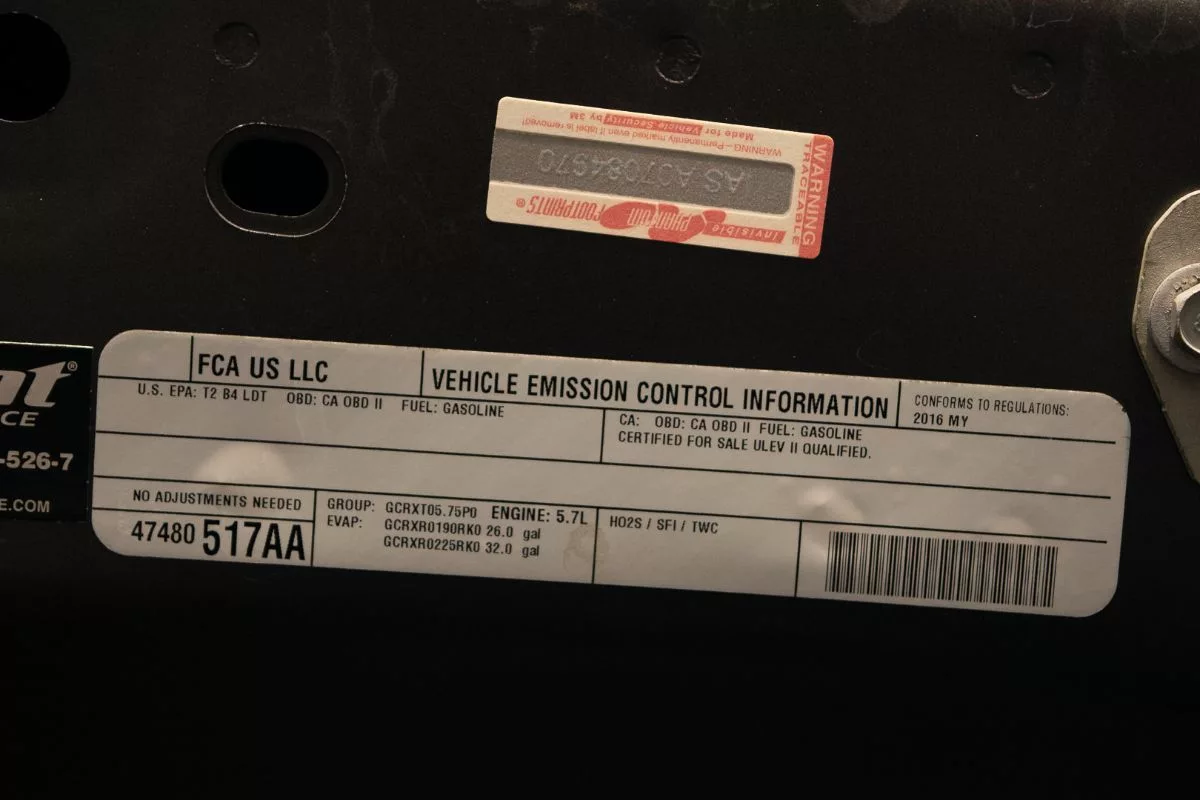 WARNING
TRACEABLE
Invisible PHANTOM FOOTPRINTS®
VAS A07084970
WARNING-Permanently marked even if label is removed!
Made for Vehicle Security by 3M
nt®
CE
-526-7
E.COM
FCA US LLC
VEHICLE EMISSION CONTROL INFORMATION
CONFORMS TO REGULATIONS:
2016 MY
U.S. EPA: T2 B4 LDT OBD: CA OBD II FUEL: GASOLINE
CA: OBD: CA OBD II FUEL: GASOLINE
CERTIFIED FOR SALE ULEV II QUALIFIED.
NO ADJUSTMENTS NEEDED
47480 517AA
GROUP: GCRXT05.75P0 ENGINE: 5.7L
EVAP: GCRXR0190RK0 26.0 gal
GCRXR0225RK0 32.0 gal
HO2S / SFI / TWC